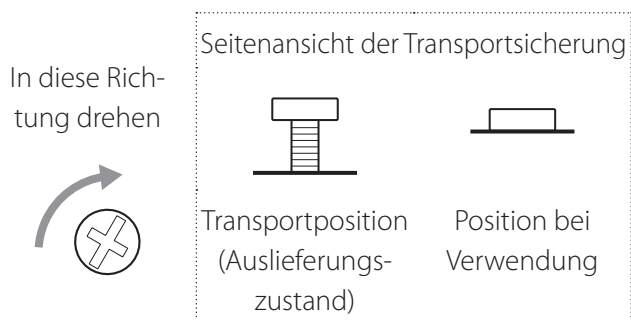 In diese Rich-
tung drehen
Seitenansicht der Transportsicherung
Transportposition
(Auslieferungs-
zustand)
Position bei
Verwendung